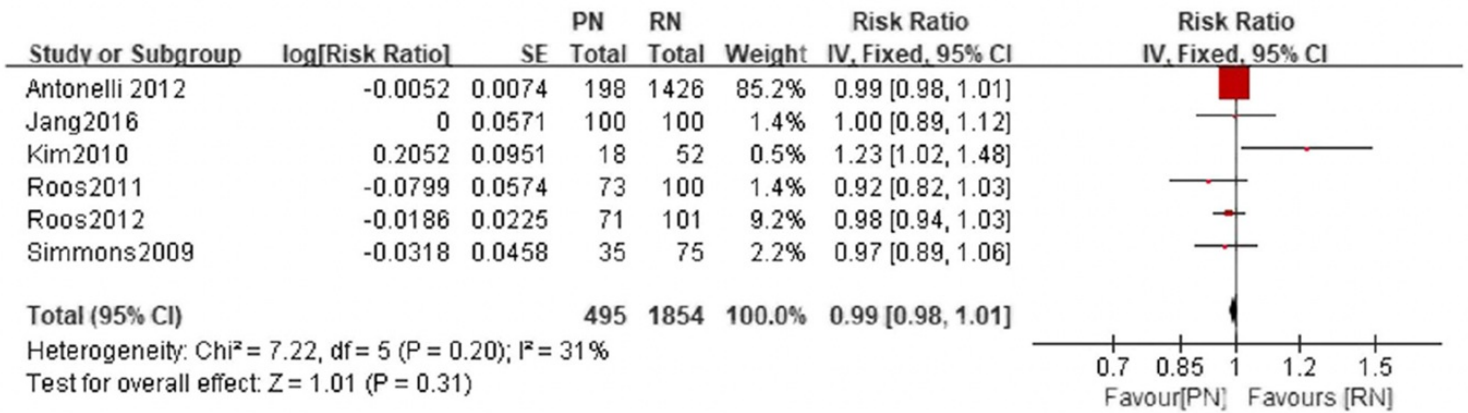 PN RN Risk Ratio Risk Ratio
Study or Subgroup log[Risk Ratio] SE Total Total Weight IV, Fixed, 95% CI IV, Fixed, 95% CI
Antonelli 2012 -0.0052 0.0074 198 1426 85.2% 0.99 [0.98, 1.01]
Jang2016 0 0.0571 100 100 1.4% 1.00 [0.89, 1.12]
Kim2010 0.2052 0.0951 18 52 0.5% 1.23 [1.02, 1.48]
Roos2011 -0.0799 0.0574 73 100 1.4% 0.92 [0.82, 1.03]
Roos2012 -0.0186 0.0225 71 101 9.2% 0.98 [0.94, 1.03]
Simmons2009 -0.0318 0.0458 35 75 2.2% 0.97 [0.89, 1.06]
Total (95% CI) 495 1854 100.0% 0.99 [0.98, 1.01]
Heterogeneity: Chi² = 7.22, df = 5 (P = 0.20); I² = 31%
Test for overall effect: Z = 1.01 (P = 0.31)
0.7 0.85 1 1.2 1.5
Favour[PN] Favours [RN]